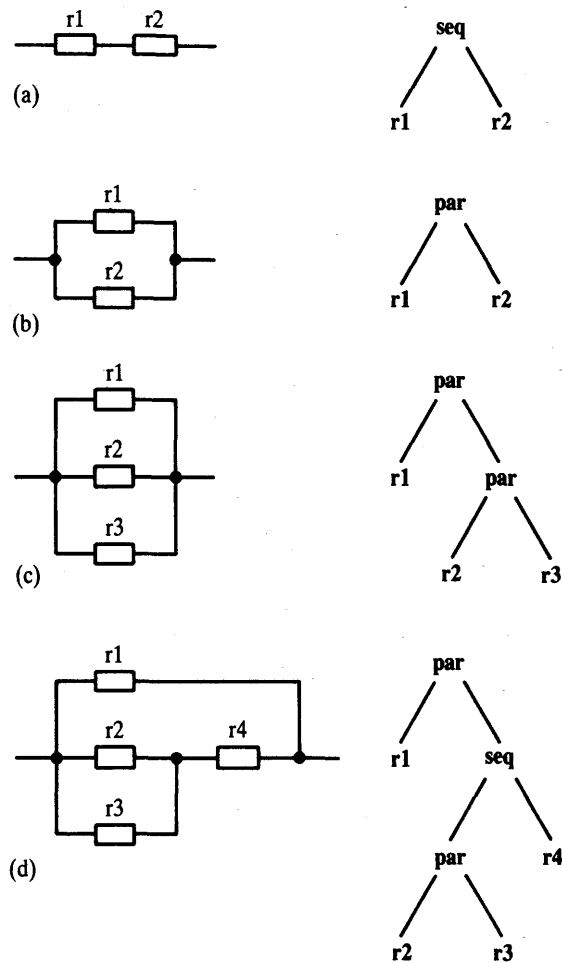 r1 r2 seq
(a) r1 r2
r1 par
r2
r1 r2
(b)
r1 par
r2 r1 par
r3
(c) r2 r3
r1 par
r2 r4 r1 seq
r3
(d) par r4
r2 r3